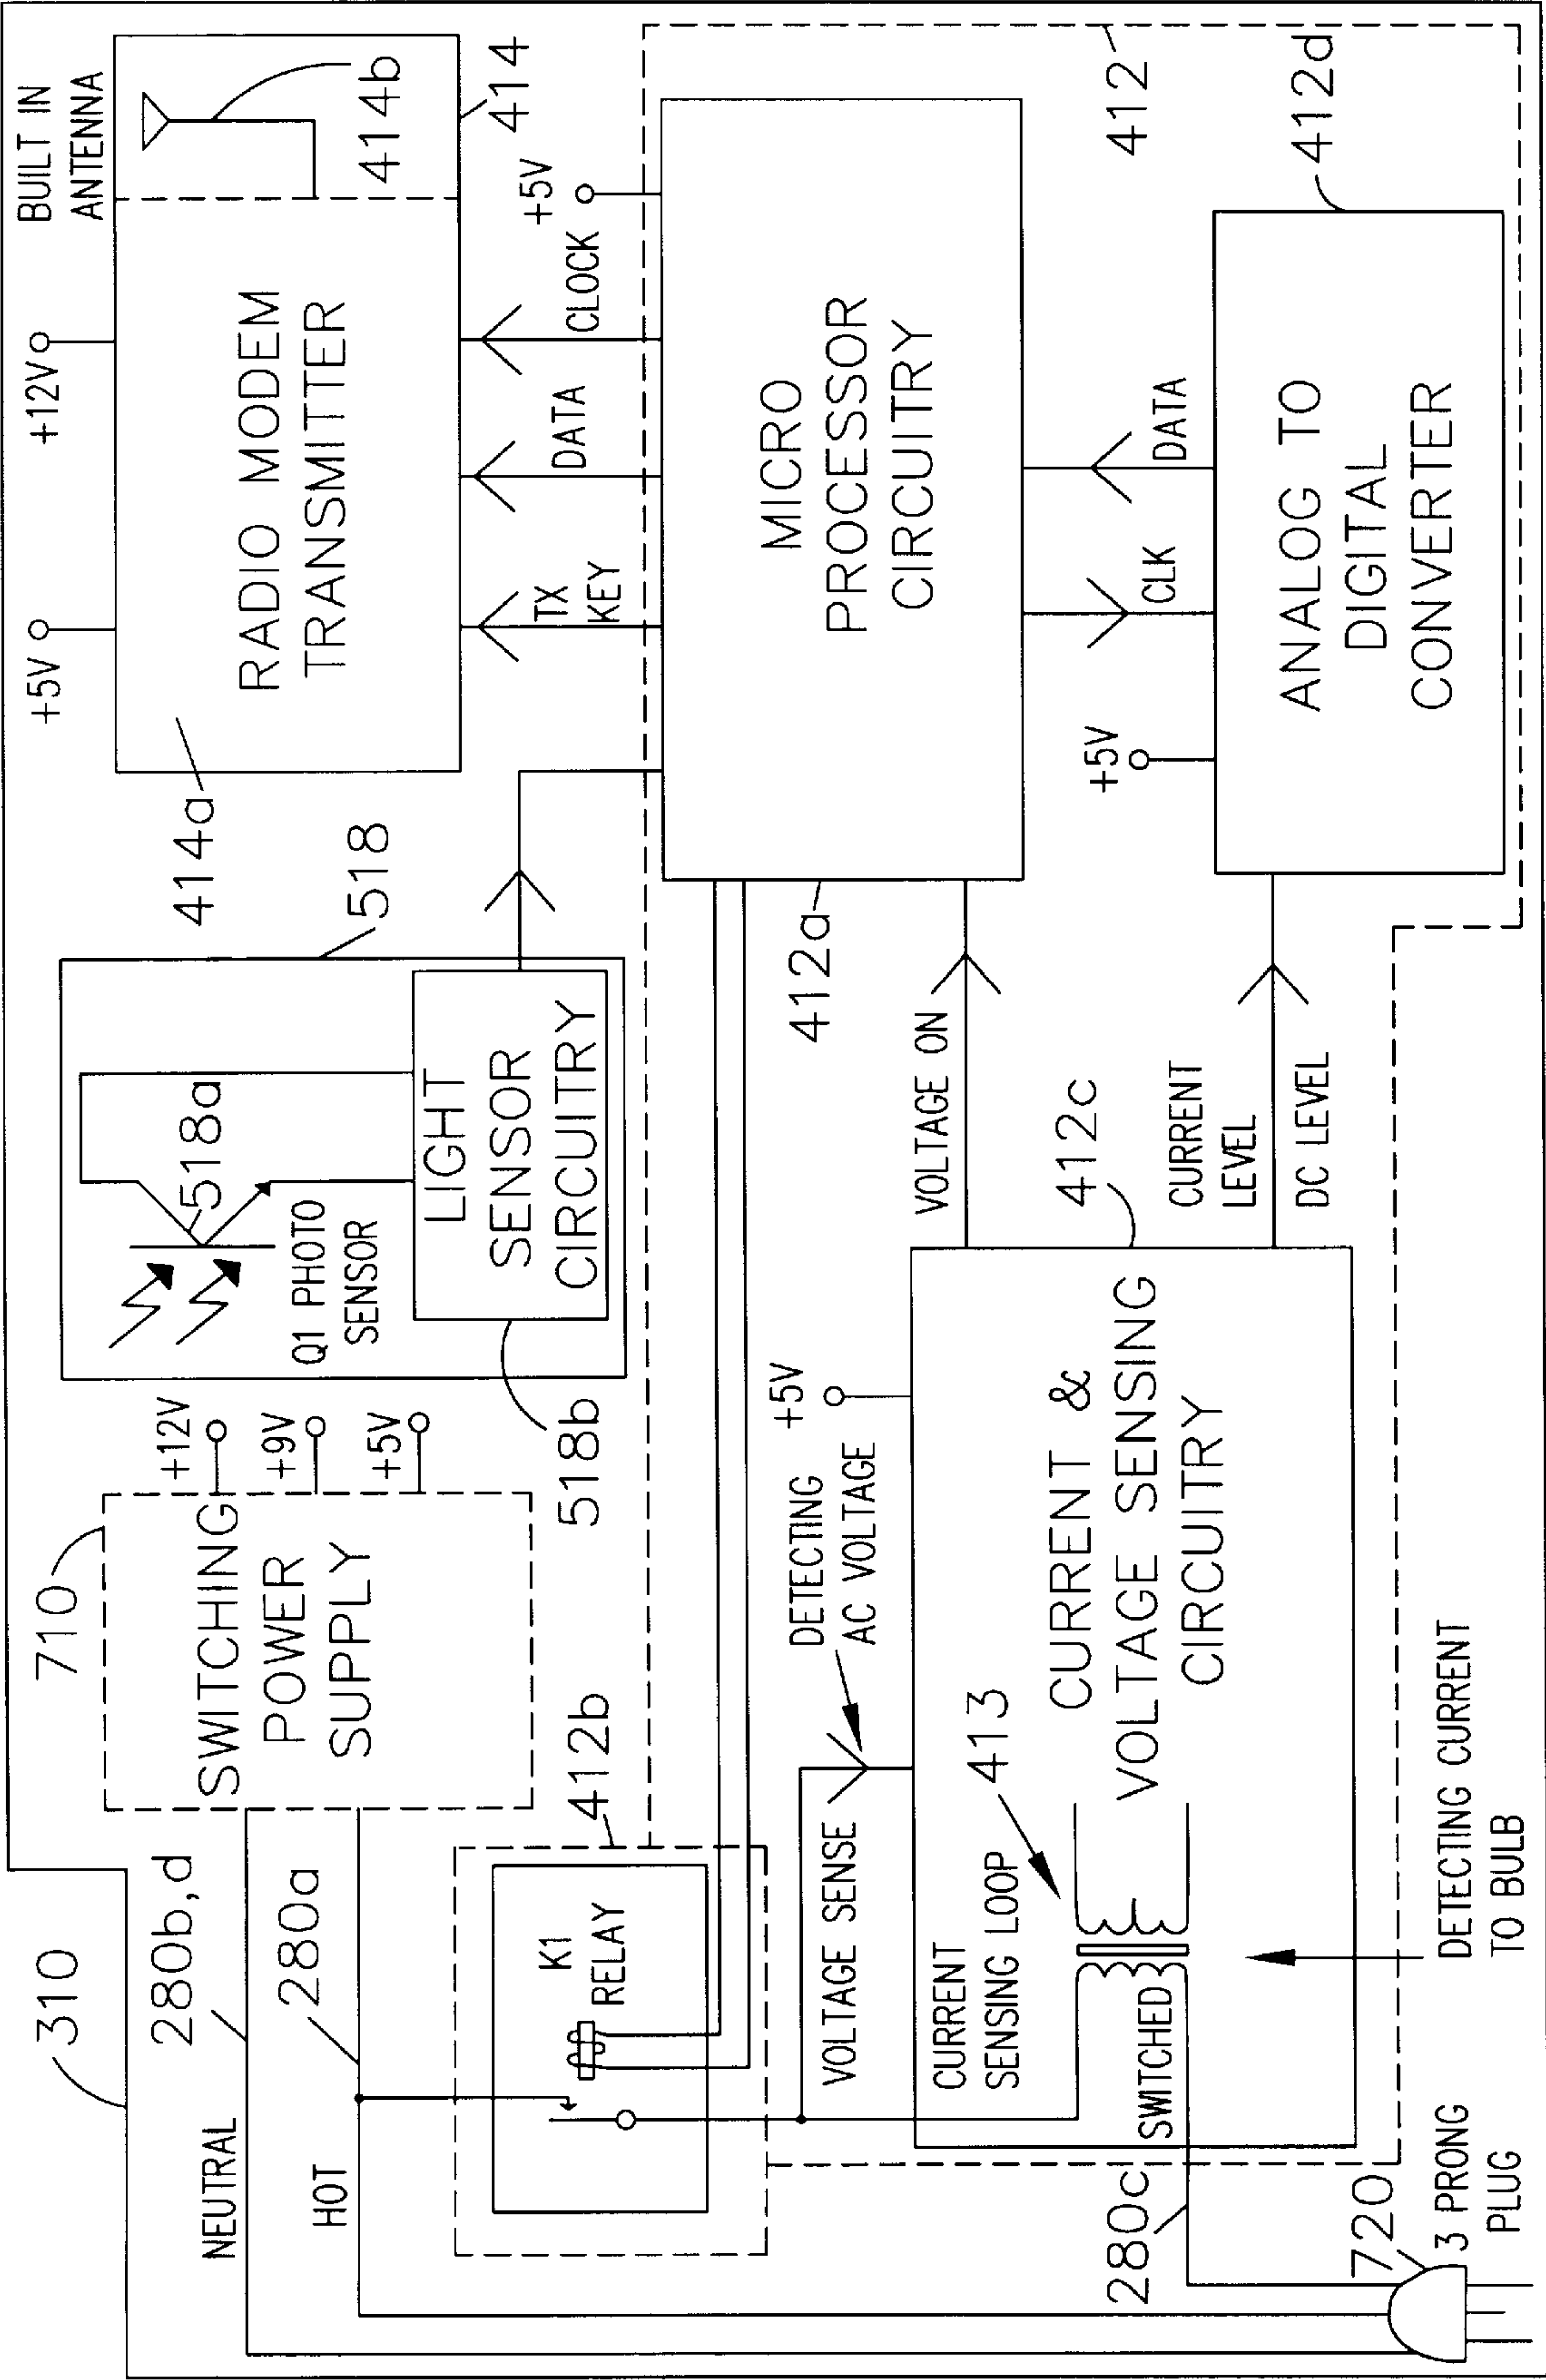 310
280b,d
NEUTRAL
280a
HOT
710
SWITCHING
POWER
SUPPLY
+12V
+9V
+5V
518
518a
Q1 PHOTO
SENSOR
LIGHT
SENSOR
CIRCUITRY
518b
+5V
+12V
BUILT IN
ANTENNA
RADIO MODEM
TRANSMITTER
414a
414b
414
412b
K1
RELAY
TX
KEY
DATA
CLOCK
+5V
MICRO
PROCESSOR
CIRCUITRY
412a
412
VOLTAGE SENSE
DETECTING
AC VOLTAGE
+5V
VOLTAGE ON
CURRENT
SENSING LOOP
413
SWITCHED
CURRENT &
VOLTAGE SENSING
CIRCUITRY
412c
CURRENT
LEVEL
DC LEVEL
CLK
DATA
+5V
ANALOG TO
DIGITAL
CONVERTER
412d
280c
720
3 PRONG
PLUG
DETECTING CURRENT
TO BULB